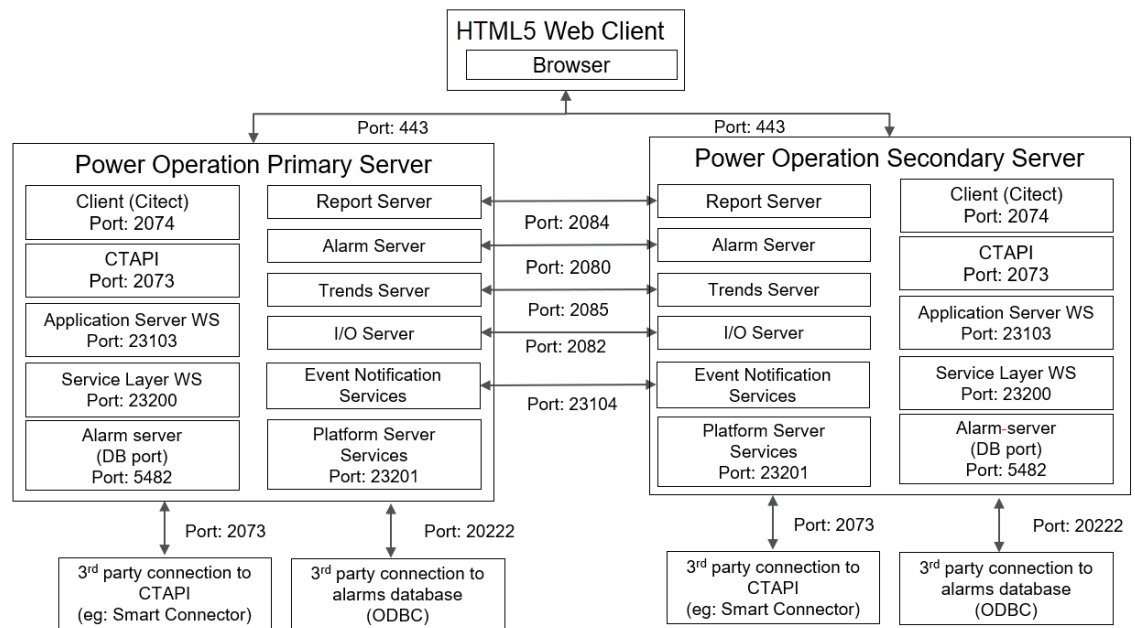 HTML5 Web Client
Browser
Port: 443
Port: 443
Power Operation Primary Server
Client (Citect)
Port: 2074
CTAPI
Port: 2073
Application Server WS
Port: 23103
Service Layer WS
Port: 23200
Alarm server
(DB port)
Port: 5482
Report Server
Alarm Server
Trends Server
I/O Server
Event Notification
Services
Platform Server
Services
Port: 23201
Port: 2084
Port: 2080
Port: 2085
Port: 2082
Port: 23104
Power Operation Secondary Server
Report Server
Alarm Server
Trends Server
I/O Server
Event Notification
Services
Platform Server
Services
Port: 23201
Client (Citect)
Port: 2074
CTAPI
Port: 2073
Application Server WS
Port: 23103
Service Layer WS
Port: 23200
Alarm-server
(DB port)
Port: 5482
Port: 2073
Port: 20222
Port: 2073
Port: 20222
3rd party connection to
CTAPI
(eg: Smart Connector)
3rd party connection to
alarms database
(ODBC)
3rd party connection to
CTAPI
(eg: Smart Connector)
3rd party connection to
alarms database
(ODBC)